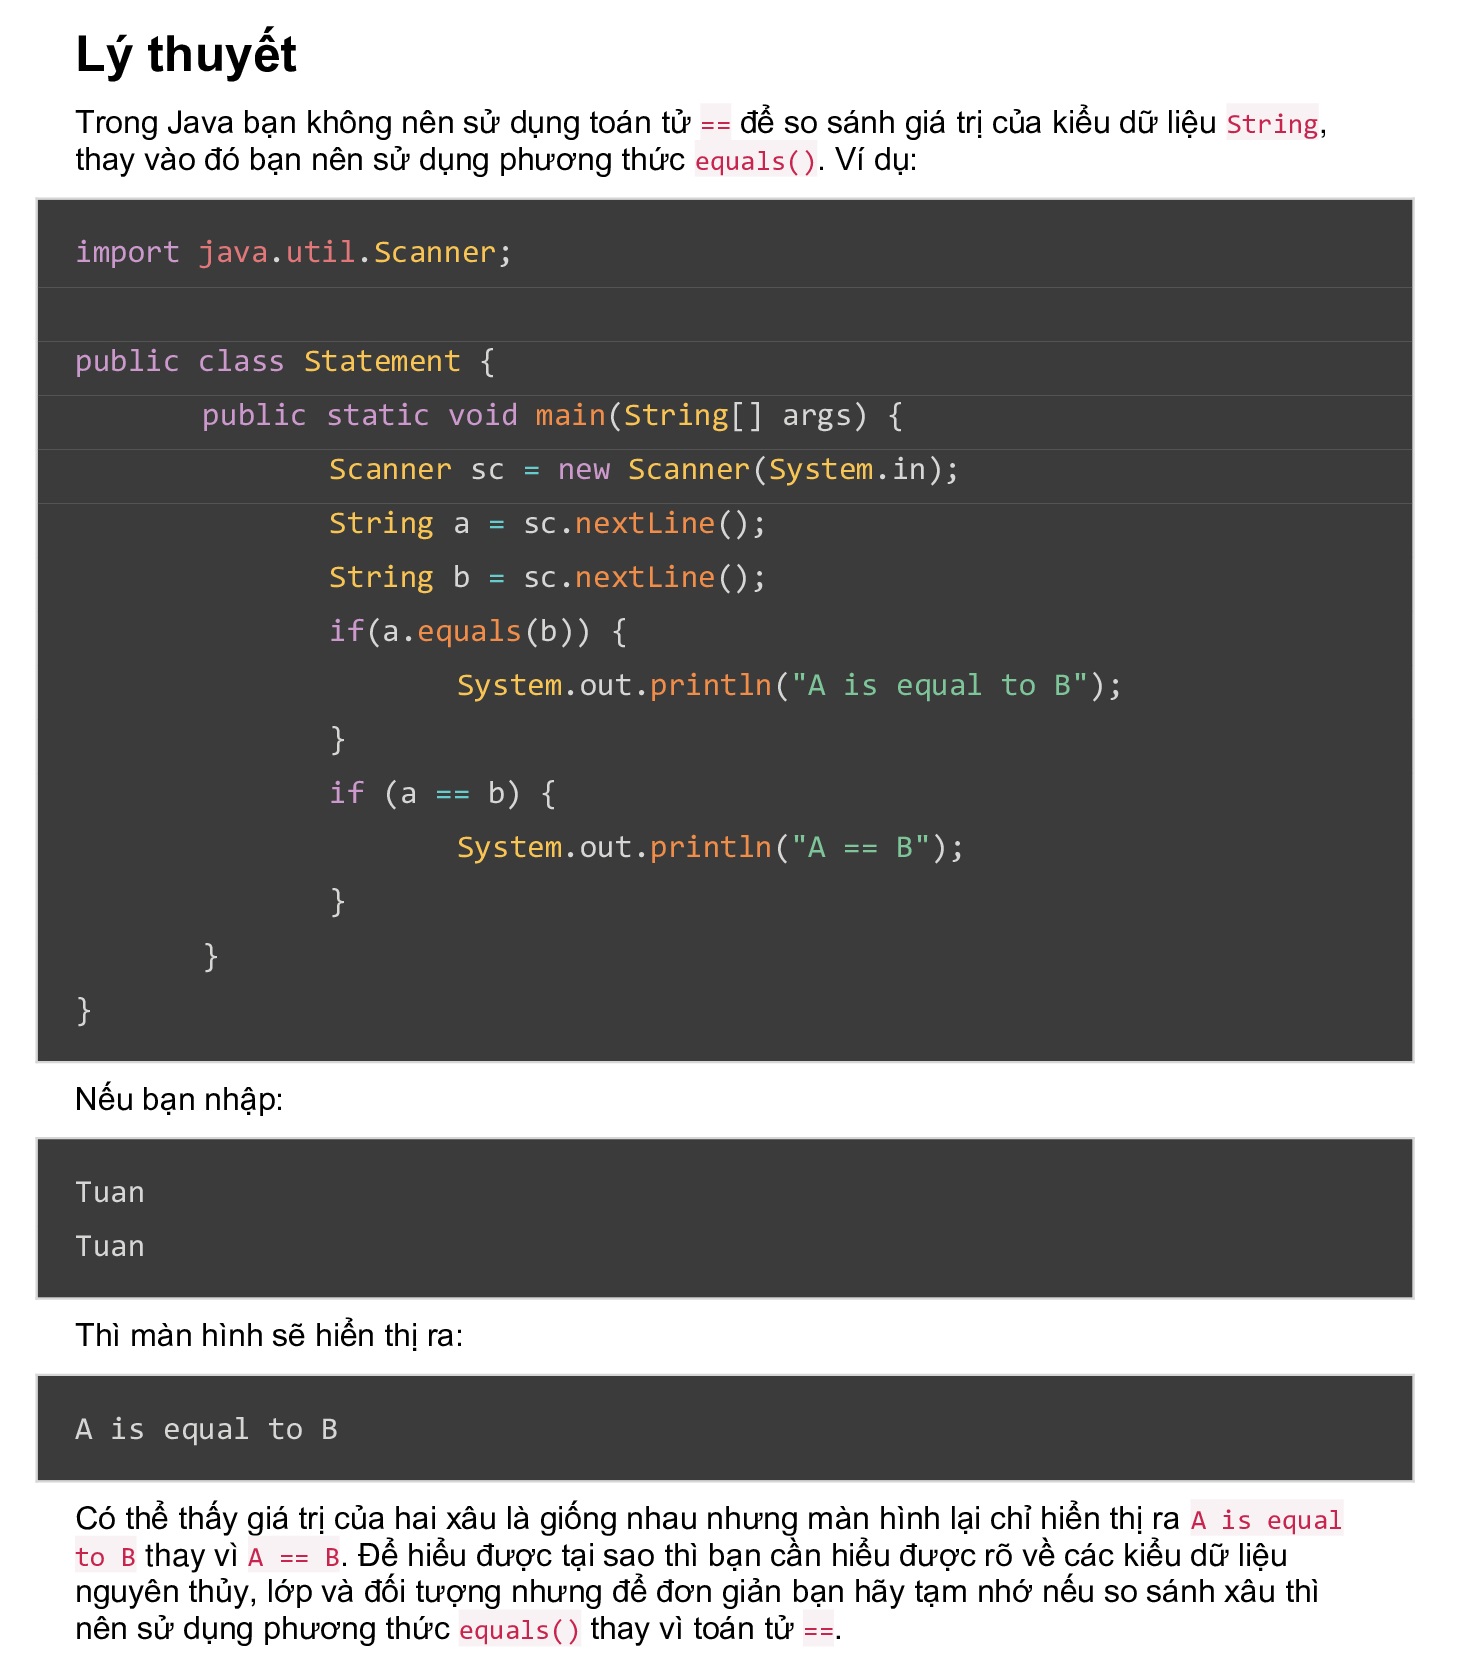 Lý thuyết
Trong Java bạn không nên sử dụng toán tử == để so sánh giá trị của kiểu dữ liệu String,
thay vào đó bạn nên sử dụng phương thức equals(). Ví dụ:
import java.util.Scanner;
public class Statement {
public static void main(String[] args) {
Scanner sc = new Scanner(System.in);
String a = sc.nextLine();
String b = sc.nextLine();
if(a.equals(b)) {
System.out.println("A is equal to B");
}
if (a == b) {
System.out.println("A == B");
}
}
}
Nếu bạn nhập:
Tuan
Tuan
Thì màn hình sẽ hiển thị ra:
A is equal to B
Có thể thấy giá trị của hai xâu là giống nhau nhưng màn hình lại chỉ hiển thị ra A is equal
to B thay vì A == B. Để hiểu được tại sao thì bạn cần hiểu được rõ về các kiểu dữ liệu
nguyên thủy, lớp và đối tượng nhưng để đơn giản bạn hãy tạm nhớ nếu so sánh xâu thì
nên sử dụng phương thức equals() thay vì toán tử ==.